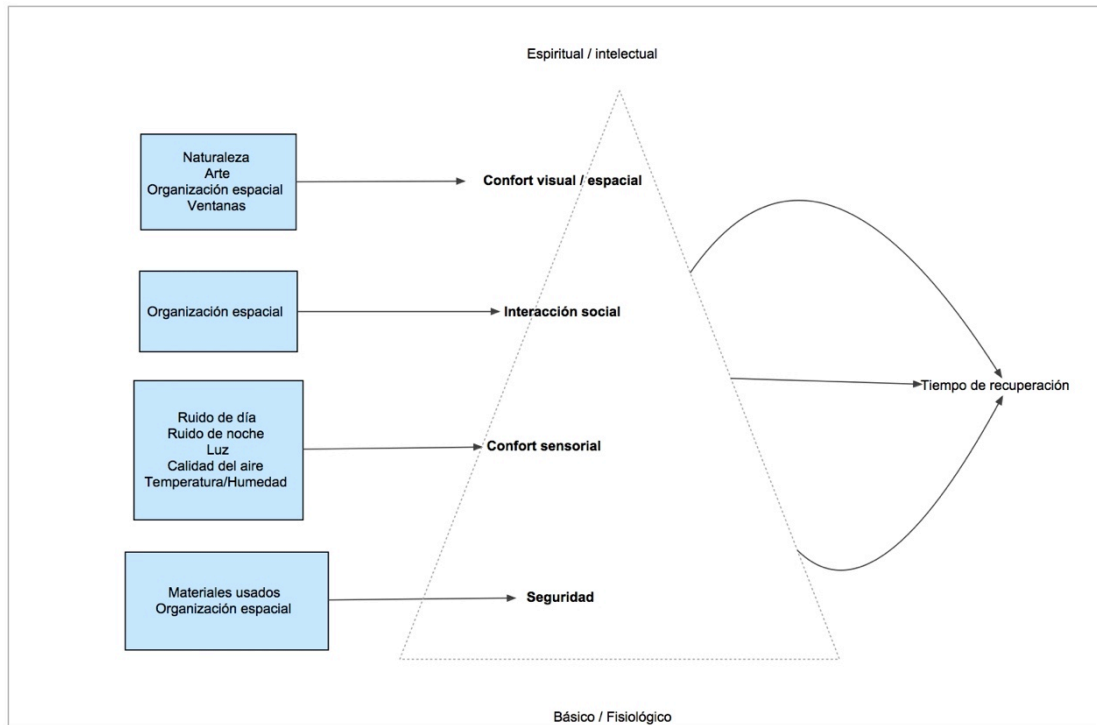 Espiritual / intelectual
Naturaleza
Arte
Organización espacial
Ventanas
Confort visual / espacial
Organización espacial
Interacción social
Tiempo de recuperación
Ruido de día
Ruido de noche
Luz
Calidad del aire
Temperatura/Humedad
Confort sensorial
Materiales usados
Organización espacial
Seguridad
Básico / Fisiológico